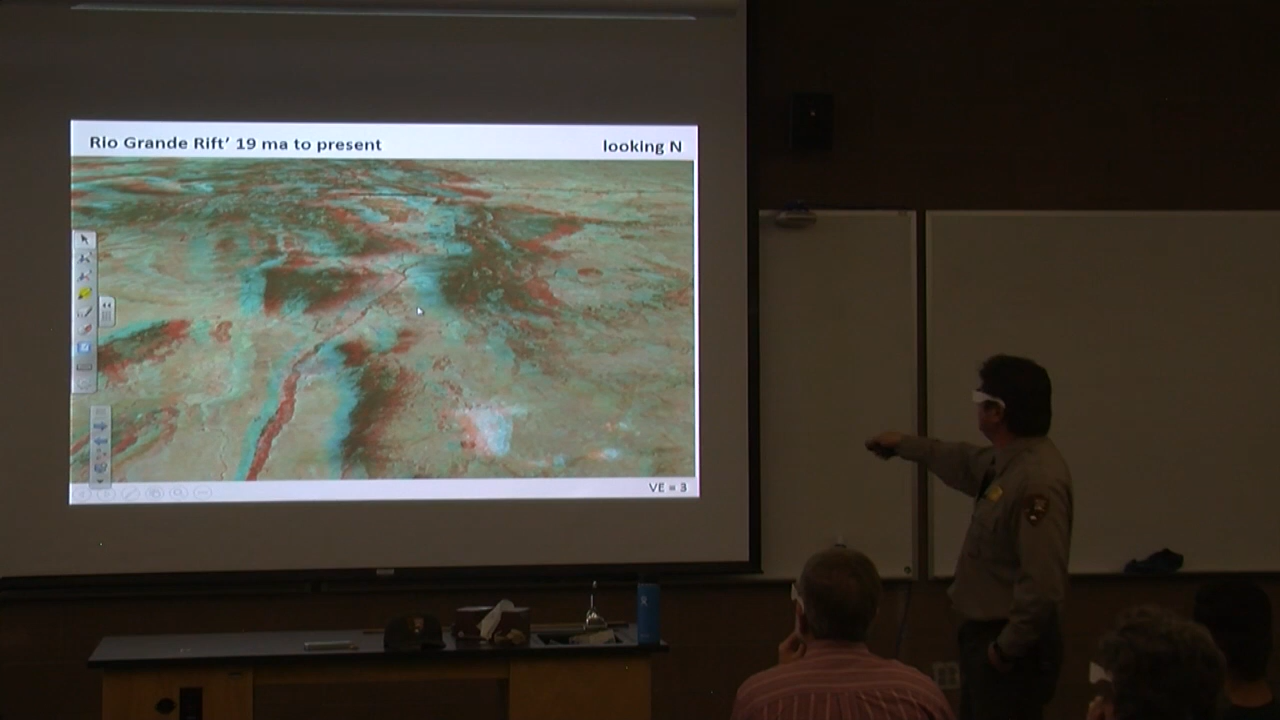 Rio Grande Rift' 19 ma to present
looking N
VE = 3